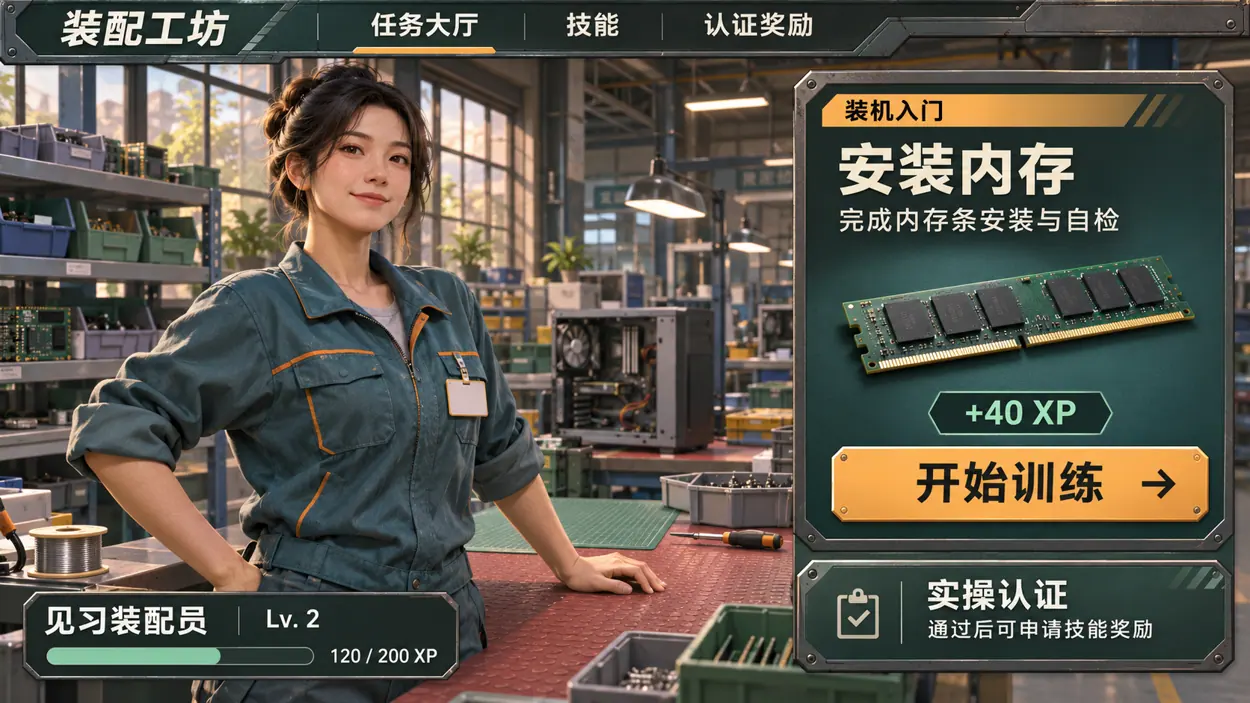 装配工坊
任务大厅
技能
认证奖励
装机入门
安装内存
完成内存条安装与自检
+40 XP
开始训练 →
实操认证
通过后可申请技能奖励
见习装配员
Lv. 2
120 / 200 XP